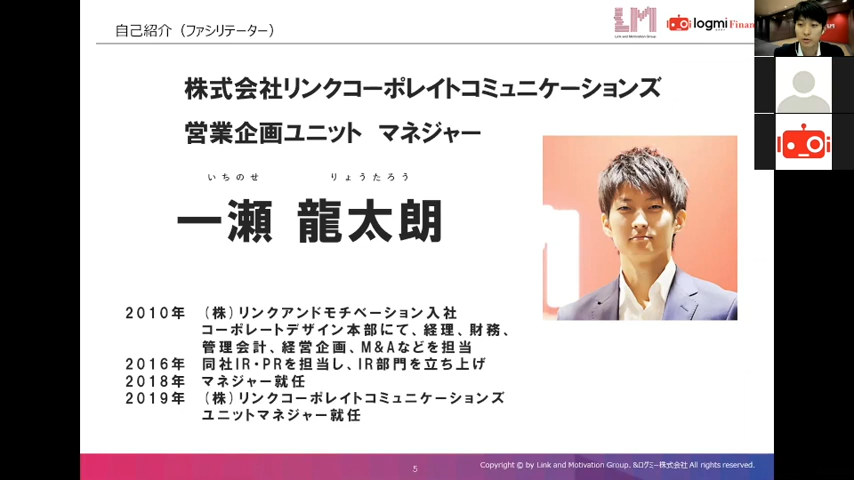 自己紹介（ファシリテーター）
LM
Link and Motivation Group
logmi Finan
株式会社リンクコーポレイトコミュニケーションズ
営業企画ユニット　マネジャー
いちのせ　りょうたろう
一瀬 龍太朗
2010年　（株）リンクアンドモチベーション入社
コーポレートデザイン本部にて、経理、財務、
管理会計、経営企画、M&Aなどを担当
2016年　同社IR・PRを担当し、IR部門を立ち上げ
2018年　マネジャー就任
2019年　（株）リンクコーポレイトコミュニケーションズ
ユニットマネジャー就任
5
Copyright © by Link and Motivation Group. &ログミー株式会社 All rights reserved.